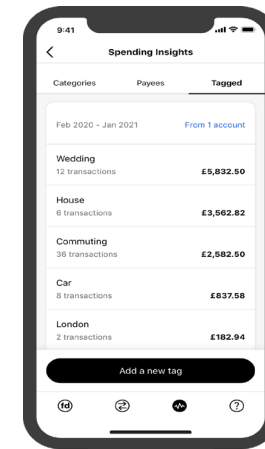 9:41
Spending Insights
Categories Payees Tagged
Feb 2020 - Jan 2021 From 1 account
Wedding
12 transactions £5,832.50
House
6 transactions £3,562.82
Commuting
36 transactions £2,582.50
Car
8 transactions £837.58
London
2 transactions £182.94
Add a new tag
fd ?